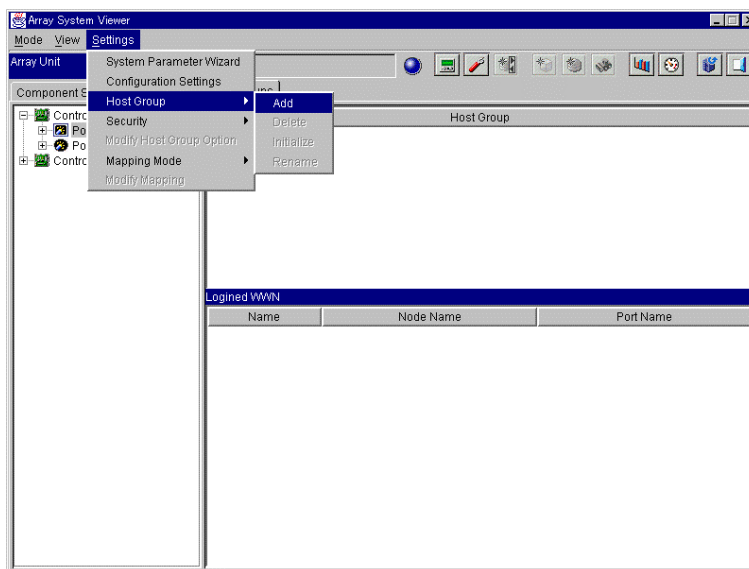 Array System Viewer
Mode View Settings
Array Unit
System Parameter Wizard
Configuration Settings
Host Group
Security
Modify Host Group Option
Mapping Mode
Modify Mapping
Add
Delete
Initialize
Rename
Component S
Contro
Po
Po
Contro
Host Group
Logined WWN
Name Node Name Port Name